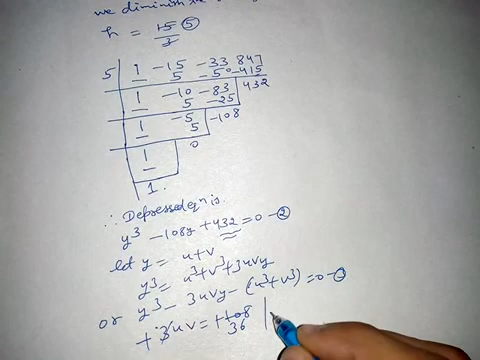 we diminish
h = +5/3 ⑤
5 | 1 -15 -33 847
5 -50 -415
1 -10 -83 432
5 -25
1 -5 -108
5
1 0
1.
∴ Depressed eqn is.
y³ - 108y + 432 = 0 - ②
let y = u+v
y³ = u³+v³+3uvy
or y³ - 3uvy - (u³+v³) = 0 - ③
+3uv = +108
36